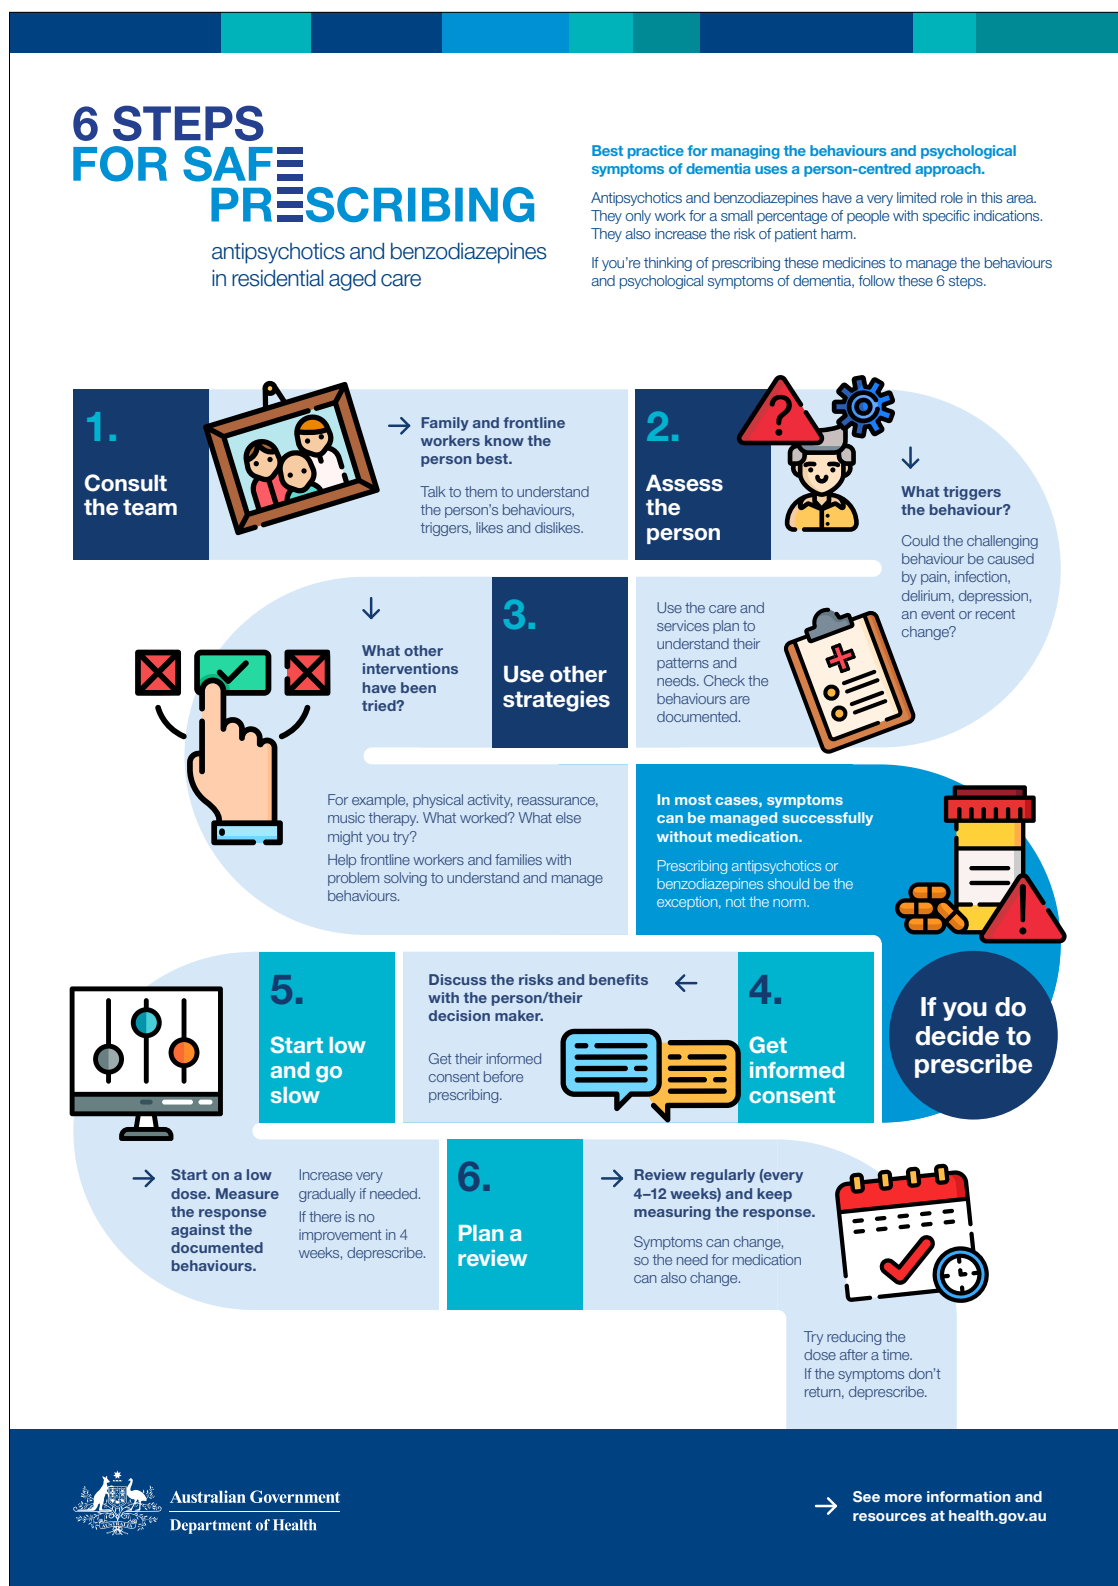 6 STEPS
FOR SAFE
PRESCRIBING
antipsychotics and benzodiazepines
in residential aged care
Best practice for managing the behaviours and psychological
symptoms of dementia uses a person-centred approach.
Antipsychotics and benzodiazepines have a very limited role in this area.
They only work for a small percentage of people with specific indications.
They also increase the risk of patient harm.
If you're thinking of prescribing these medicines to manage the behaviours
and psychological symptoms of dementia, follow these 6 steps.
1.
Consult
the team
→ Family and frontline
workers know the
person best.
Talk to them to understand
the person's behaviours,
triggers, likes and dislikes.
2.
Assess
the
person
What triggers
the behaviour?
Could the challenging
behaviour be caused
by pain, infection,
delirium, depression,
an event or recent
change?
Use the care and
services plan to
understand their
patterns and
needs. Check the
behaviours are
documented.
3.
Use other
strategies
What other
interventions
have been
tried?
For example, physical activity, reassurance,
music therapy. What worked? What else
might you try?
Help frontline workers and families with
problem solving to understand and manage
behaviours.
In most cases, symptoms
can be managed successfully
without medication.
Prescribing antipsychotics or
benzodiazepines should be the
exception, not the norm.
If you do
decide to
prescribe
4.
Get
informed
consent
Discuss the risks and benefits
with the person/their
decision maker.
Get their informed
consent before
prescribing.
5.
Start low
and go
slow
→ Start on a low
dose. Measure
the response
against the
documented
behaviours.
Increase very
gradually if needed.
If there is no
improvement in 4
weeks, deprescribe.
6.
Plan a
review
→ Review regularly (every
4–12 weeks) and keep
measuring the response.
Symptoms can change,
so the need for medication
can also change.
Try reducing the
dose after a time.
If the symptoms don't
return, deprescribe.
Australian Government
Department of Health
AUSTRALIA
→ See more information and
resources at health.gov.au